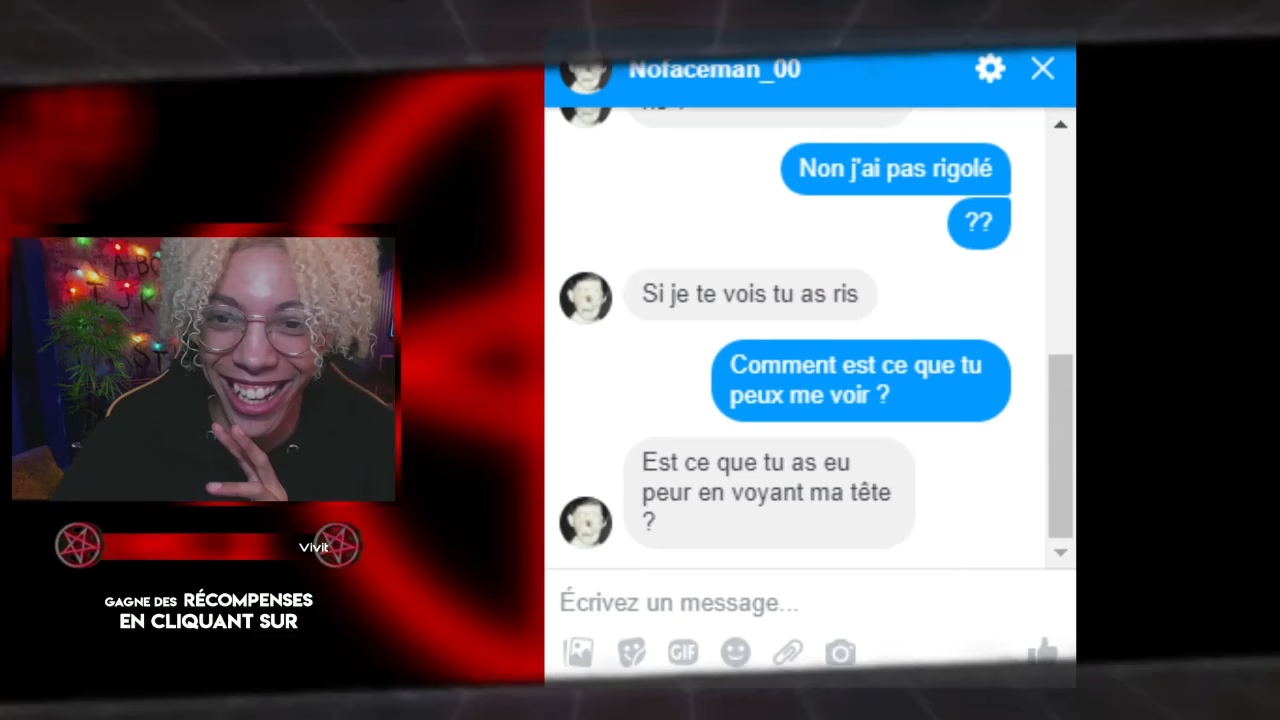 Nofaceman_00
Non j'ai pas rigolé
??
Si je te vois tu as ris
Comment est ce que tu
peux me voir ?
Est ce que tu as eu
peur en voyant ma tête
?
Écrivez un message...
GIF
A B C
T J K
S T
Vivit
GAGNE DES RÉCOMPENSES
EN CLIQUANT SUR